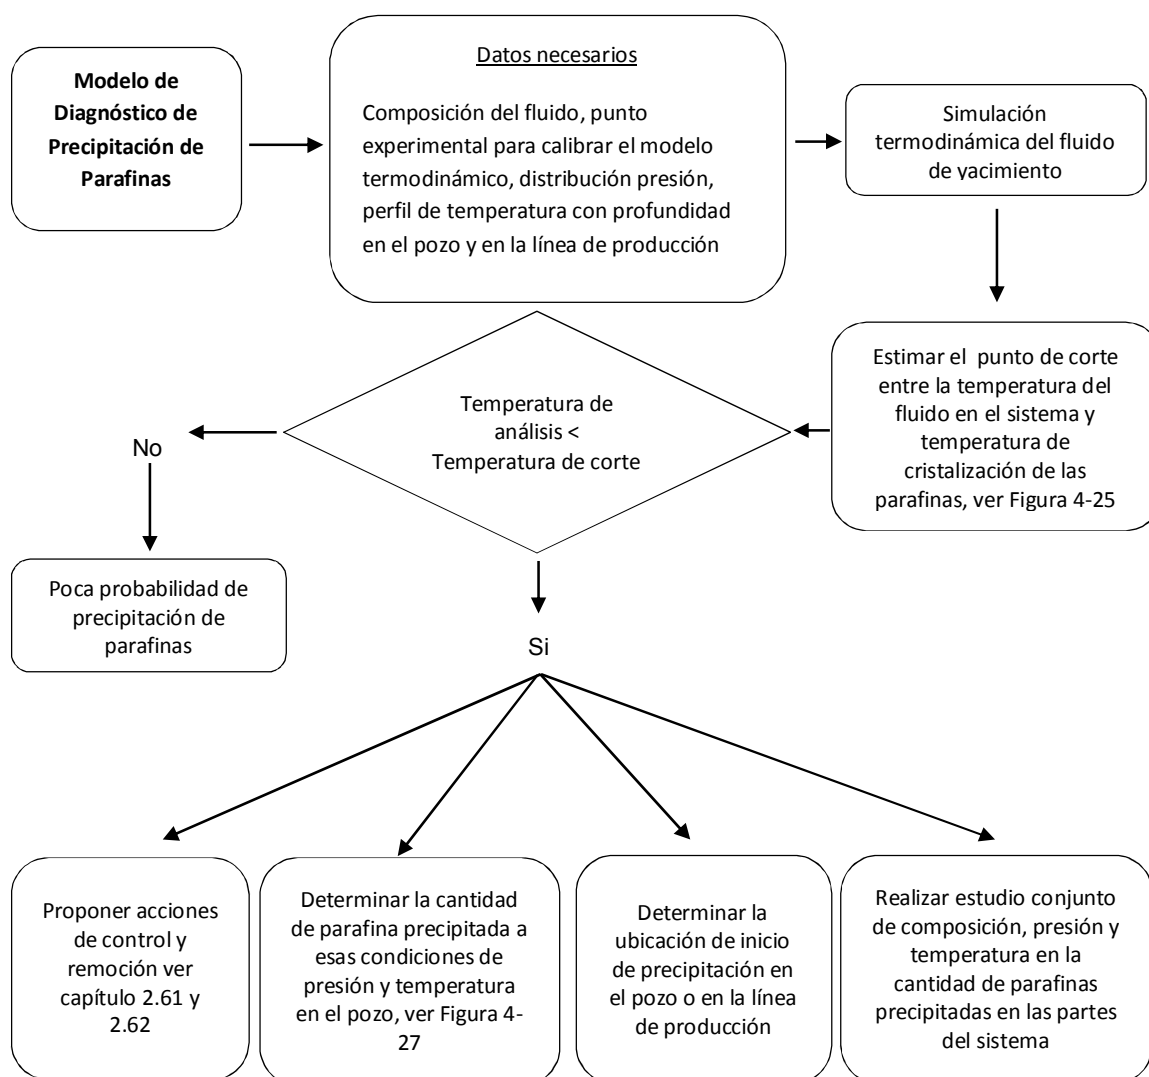 Modelo de
Diagnóstico de
Precipitación de
Parafinas
Datos necesarios
Composición del fluido, punto
experimental para calibrar el modelo
termodinámico, distribución presión,
perfil de temperatura con profundidad
en el pozo y en la línea de producción
Simulación
termodinámica del fluido
de yacimiento
Estimar el punto de corte
entre la temperatura del
fluido en el sistema y
temperatura de
cristalización de las
parafinas, ver Figura 4-25
Temperatura de
análisis <
Temperatura de corte
No
Poca probabilidad de
precipitación de
parafinas
Si
Proponer acciones
de control y
remoción ver
capítulo 2.61 y
2.62
Determinar la cantidad
de parafina precipitada a
esas condiciones de
presión y temperatura
en el pozo, ver Figura 4-
27
Determinar la
ubicación de inicio
de precipitación en
el pozo o en la línea
de producción
Realizar estudio conjunto
de composición, presión y
temperatura en la
cantidad de parafinas
precipitadas en las partes
del sistema